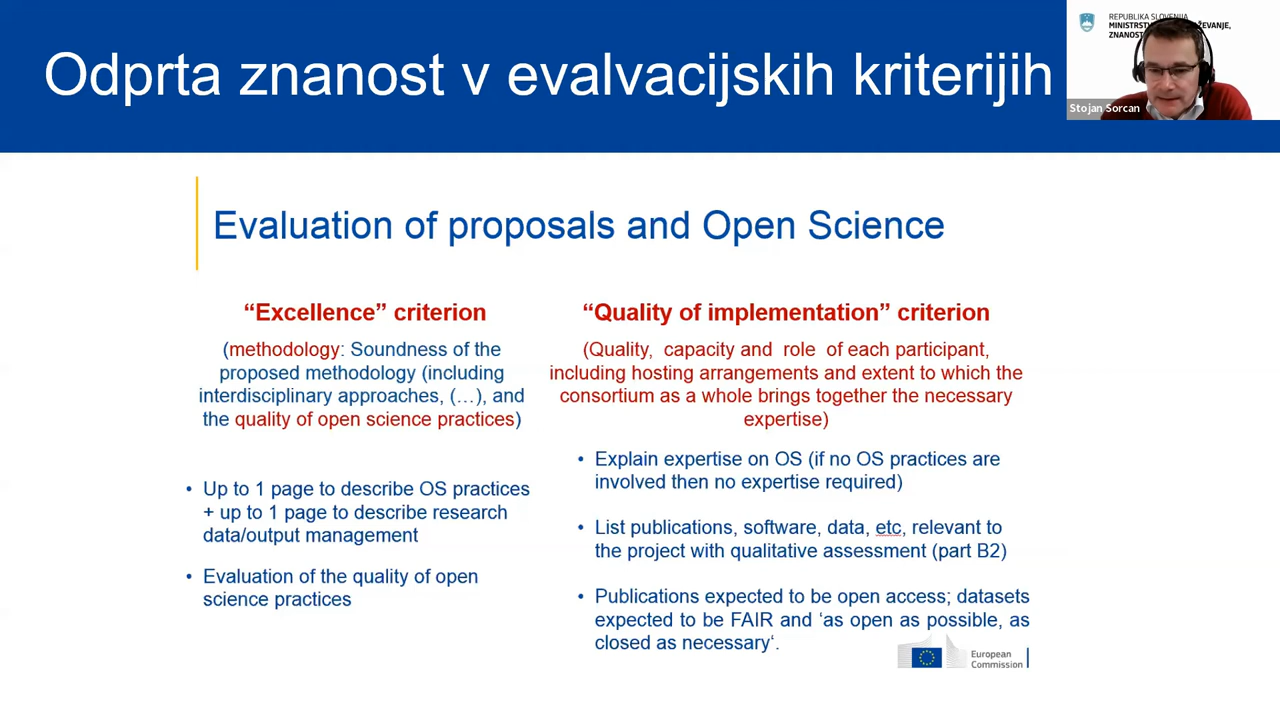 Odprta znanost v evalvacijskih kriterijih
REPUBLIKA SLOVENIJA
ZNANOST
Stojan Sorcan
Evaluation of proposals and Open Science
“Excellence” criterion
(methodology: Soundness of the
proposed methodology (including
interdisciplinary approaches, (…), and
the quality of open science practices)
• Up to 1 page to describe OS practices
+ up to 1 page to describe research
data/output management
• Evaluation of the quality of open
science practices
“Quality of implementation” criterion
(Quality, capacity and role of each participant,
including hosting arrangements and extent to which the
consortium as a whole brings together the necessary
expertise)
• Explain expertise on OS (if no OS practices are
involved then no expertise required)
• List publications, software, data, etc, relevant to
the project with qualitative assessment (part B2)
• Publications expected to be open access; datasets
expected to be FAIR and ‘as open as possible, as
closed as necessary‘.
European
Commission